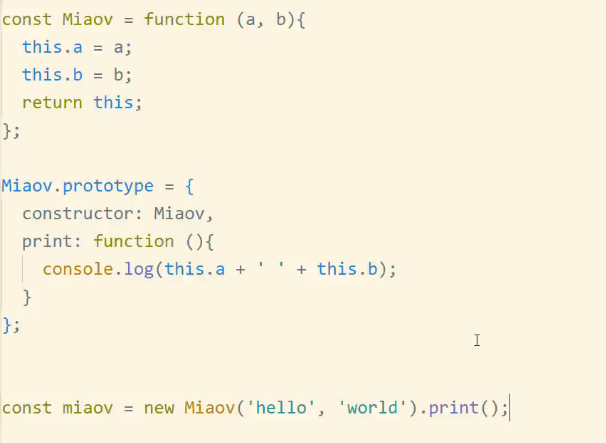 const Miaov = function (a, b){
  this.a = a;
  this.b = b;
  return this;
};
Miaov.prototype = {
  constructor: Miaov,
  print: function (){
    console.log(this.a + ' ' + this.b);
  }
};
const miaov = new Miaov('hello', 'world').print();